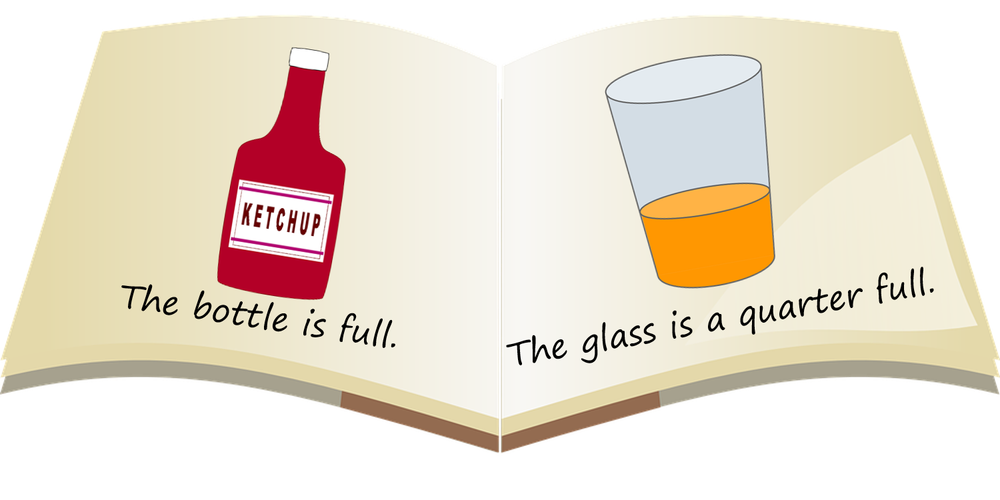 KETCHUP
The bottle is full.
The glass is a quarter full.